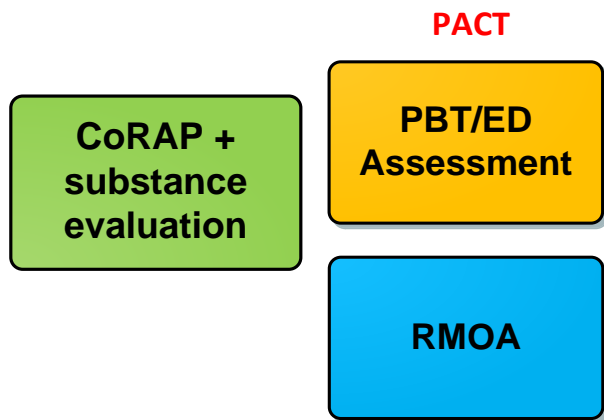 PACT
CoRAP +
substance
evaluation
PBT/ED
Assessment
RMOA